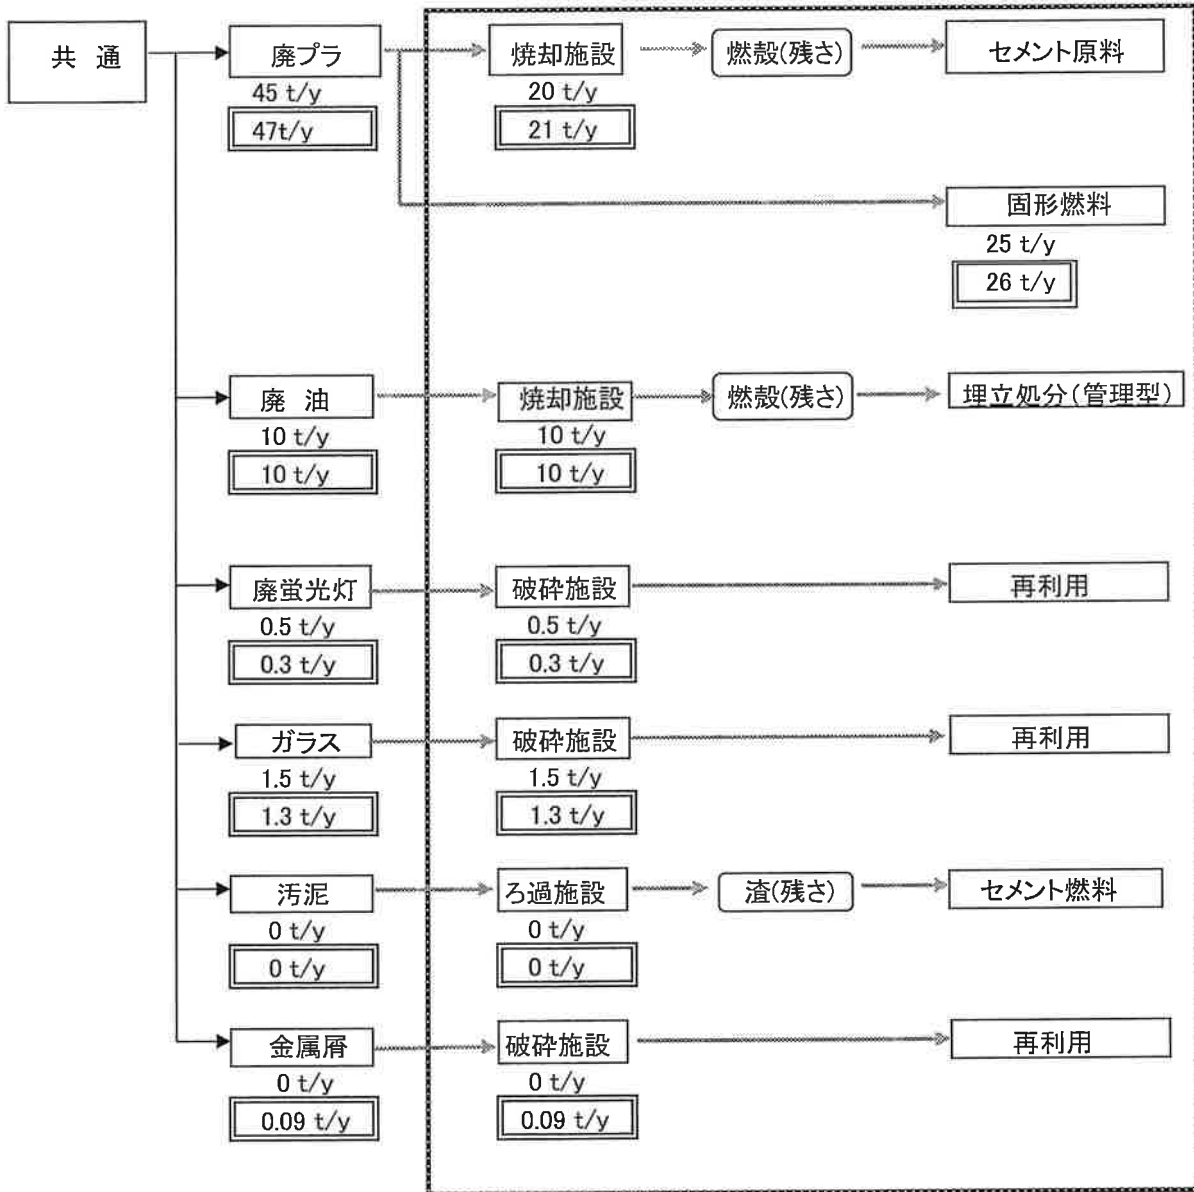 共 通
廃プラ
45 t/y
47t/y
焼却施設
20 t/y
21 t/y
燃殻(残さ)
セメント原料
固形燃料
25 t/y
26 t/y
廃 油
10 t/y
10 t/y
焼却施設
10 t/y
10 t/y
燃殻(残さ)
埋立処分(管理型)
廃蛍光灯
0.5 t/y
0.3 t/y
破砕施設
0.5 t/y
0.3 t/y
再利用
ガラス
1.5 t/y
1.3 t/y
破砕施設
1.5 t/y
1.3 t/y
再利用
汚泥
0 t/y
0 t/y
ろ過施設
0 t/y
0 t/y
渣(残さ)
セメント燃料
金属屑
0 t/y
0.09 t/y
破砕施設
0 t/y
0.09 t/y
再利用